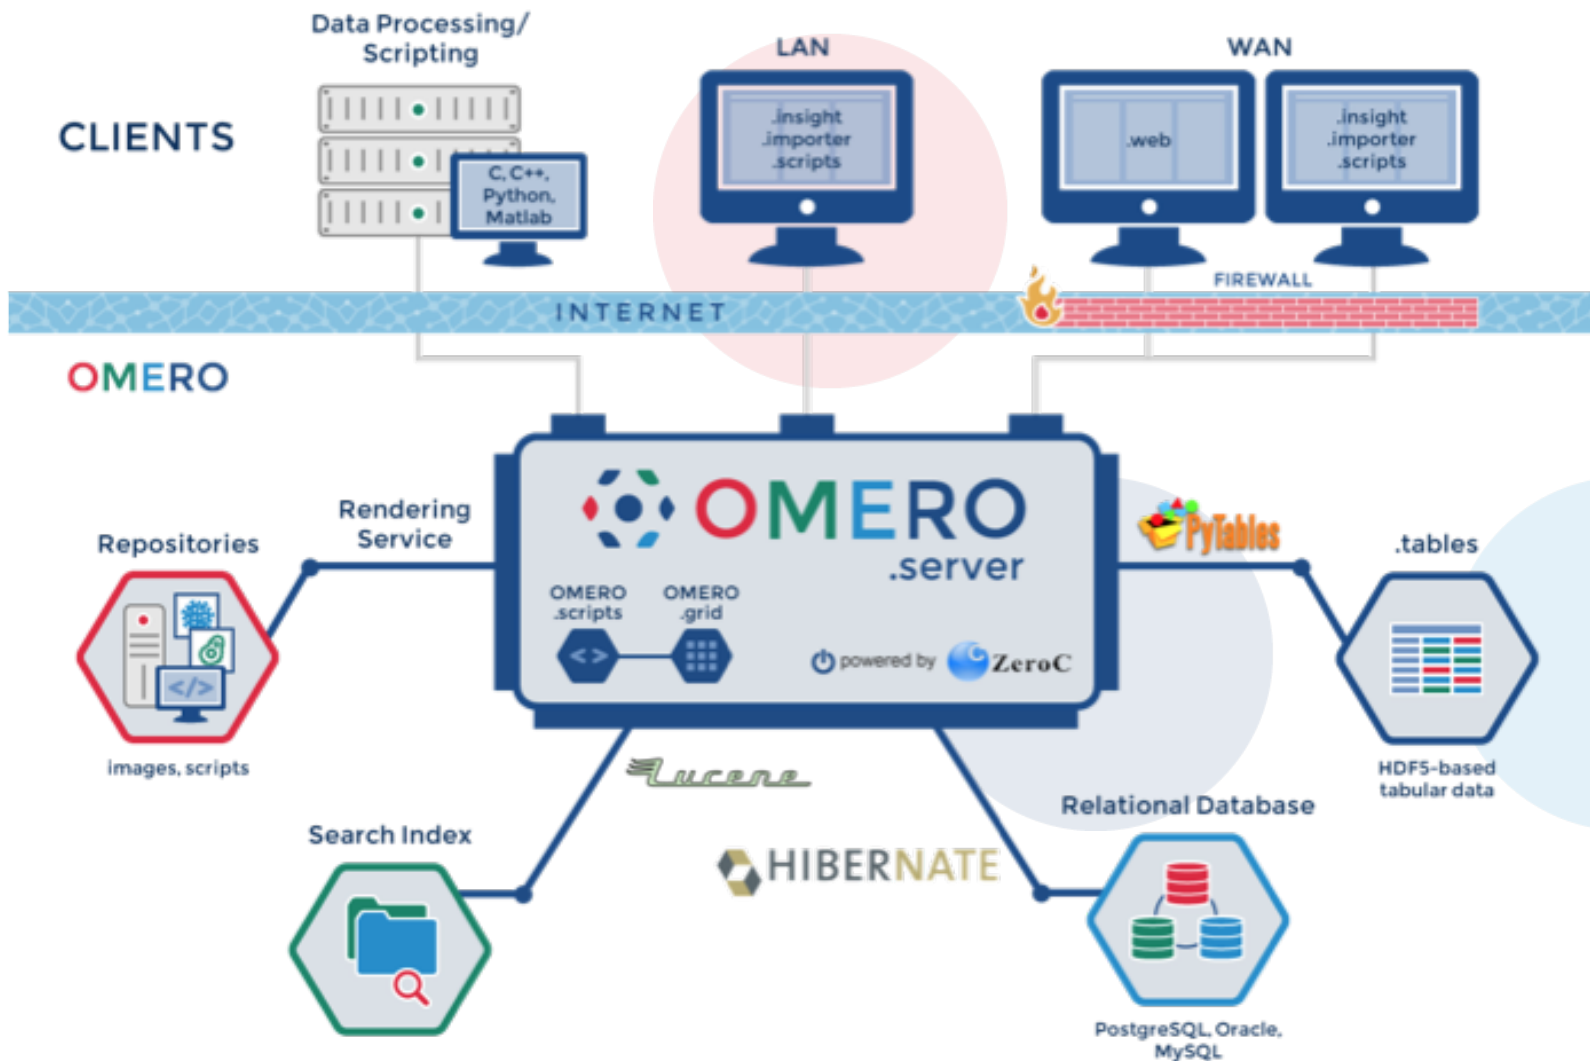 Data Processing/
Scripting
LAN
WAN
CLIENTS
C, C++,
Python,
Matlab
.insight
.importer
.scripts
.web
.insight
.importer
.scripts
FIREWALL
INTERNET
OMERO
OMERO
.server
Rendering
Service
Repositories
PyTables
.tables
OMERO
.scripts
OMERO
.grid
powered by
ZeroC
images, scripts
HDF5-based
tabular data
Lucene
Relational Database
Search Index
HIBERNATE
PostgreSQL, Oracle,
MySQL